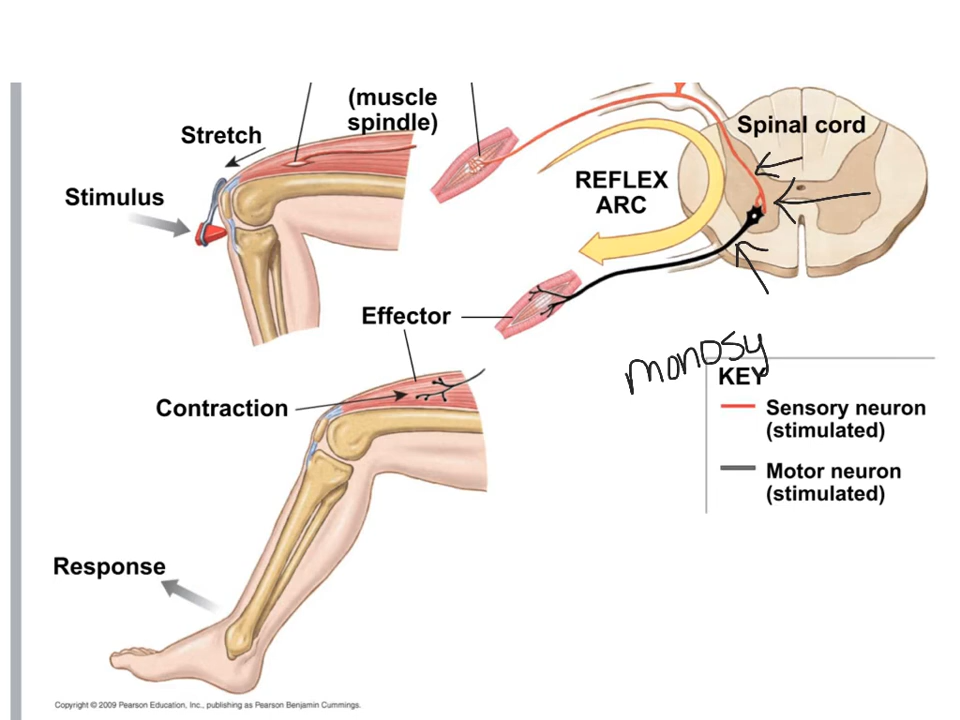 (muscle
spindle)
Stretch
Spinal cord
Stimulus
REFLEX
ARC
Effector
monosy
KEY
Contraction
Sensory neuron
(stimulated)
Motor neuron
(stimulated)
Response
Copyright © 2009 Pearson Education, Inc., publishing as Pearson Benjamin Cummings.